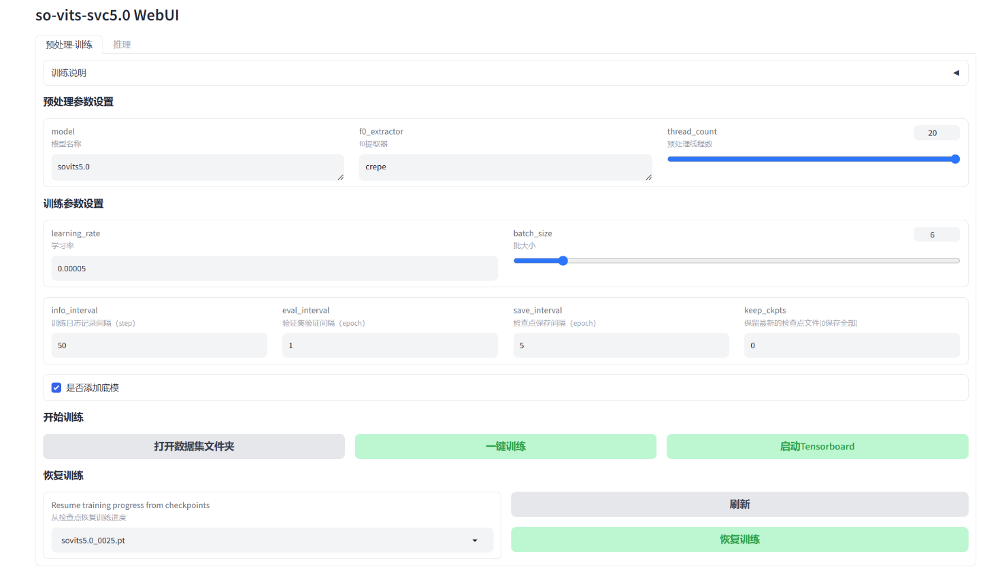 so-vits-svc5.0 WebUI
预处理-训练
推理
训练说明
预处理参数设置
model
模型名称
sovits5.0
f0_extractor
f0提取器
crepe
thread_count
预处理线程数
20
训练参数设置
learning_rate
学习率
0.00005
batch_size
批大小
6
info_interval
训练日志记录间隔（step）
50
eval_interval
验证集验证间隔（epoch）
1
save_interval
检查点保存间隔（epoch）
5
keep_ckpts
保留最新的检查点文件(0保存全部)
0
是否添加底模
开始训练
打开数据集文件夹
一键训练
启动Tensorboard
恢复训练
Resume training progress from checkpoints
从检查点恢复训练进度
sovits5.0_0025.pt
刷新
恢复训练